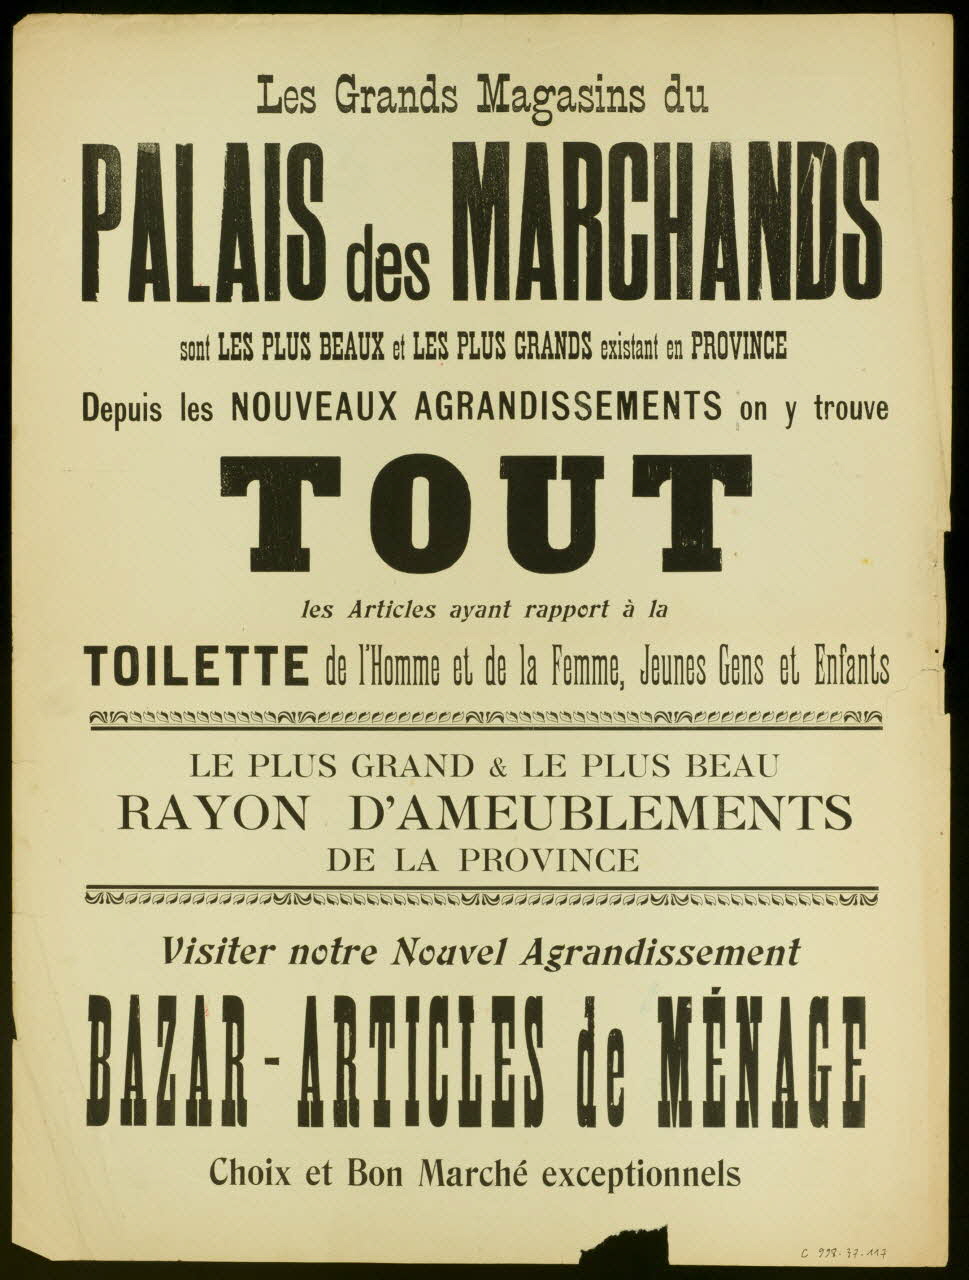 Les Grands Magasins du
PALAIS des MARCHANDS
sont LES PLUS BEAUX et LES PLUS GRANDS existant en PROVINCE
Depuis les NOUVEAUX AGRANDISSEMENTS on y trouve
TOUT
les Articles ayant rapport à la
TOILETTE de l'Homme et de la Femme, Jeunes Gens et Enfants
LE PLUS GRAND & LE PLUS BEAU
RAYON D'AMEUBLEMENTS
DE LA PROVINCE
Visiter notre Nouvel Agrandissement
BAZAR - ARTICLES de MÉNAGE
Choix et Bon Marché exceptionnels
C 998.37.117